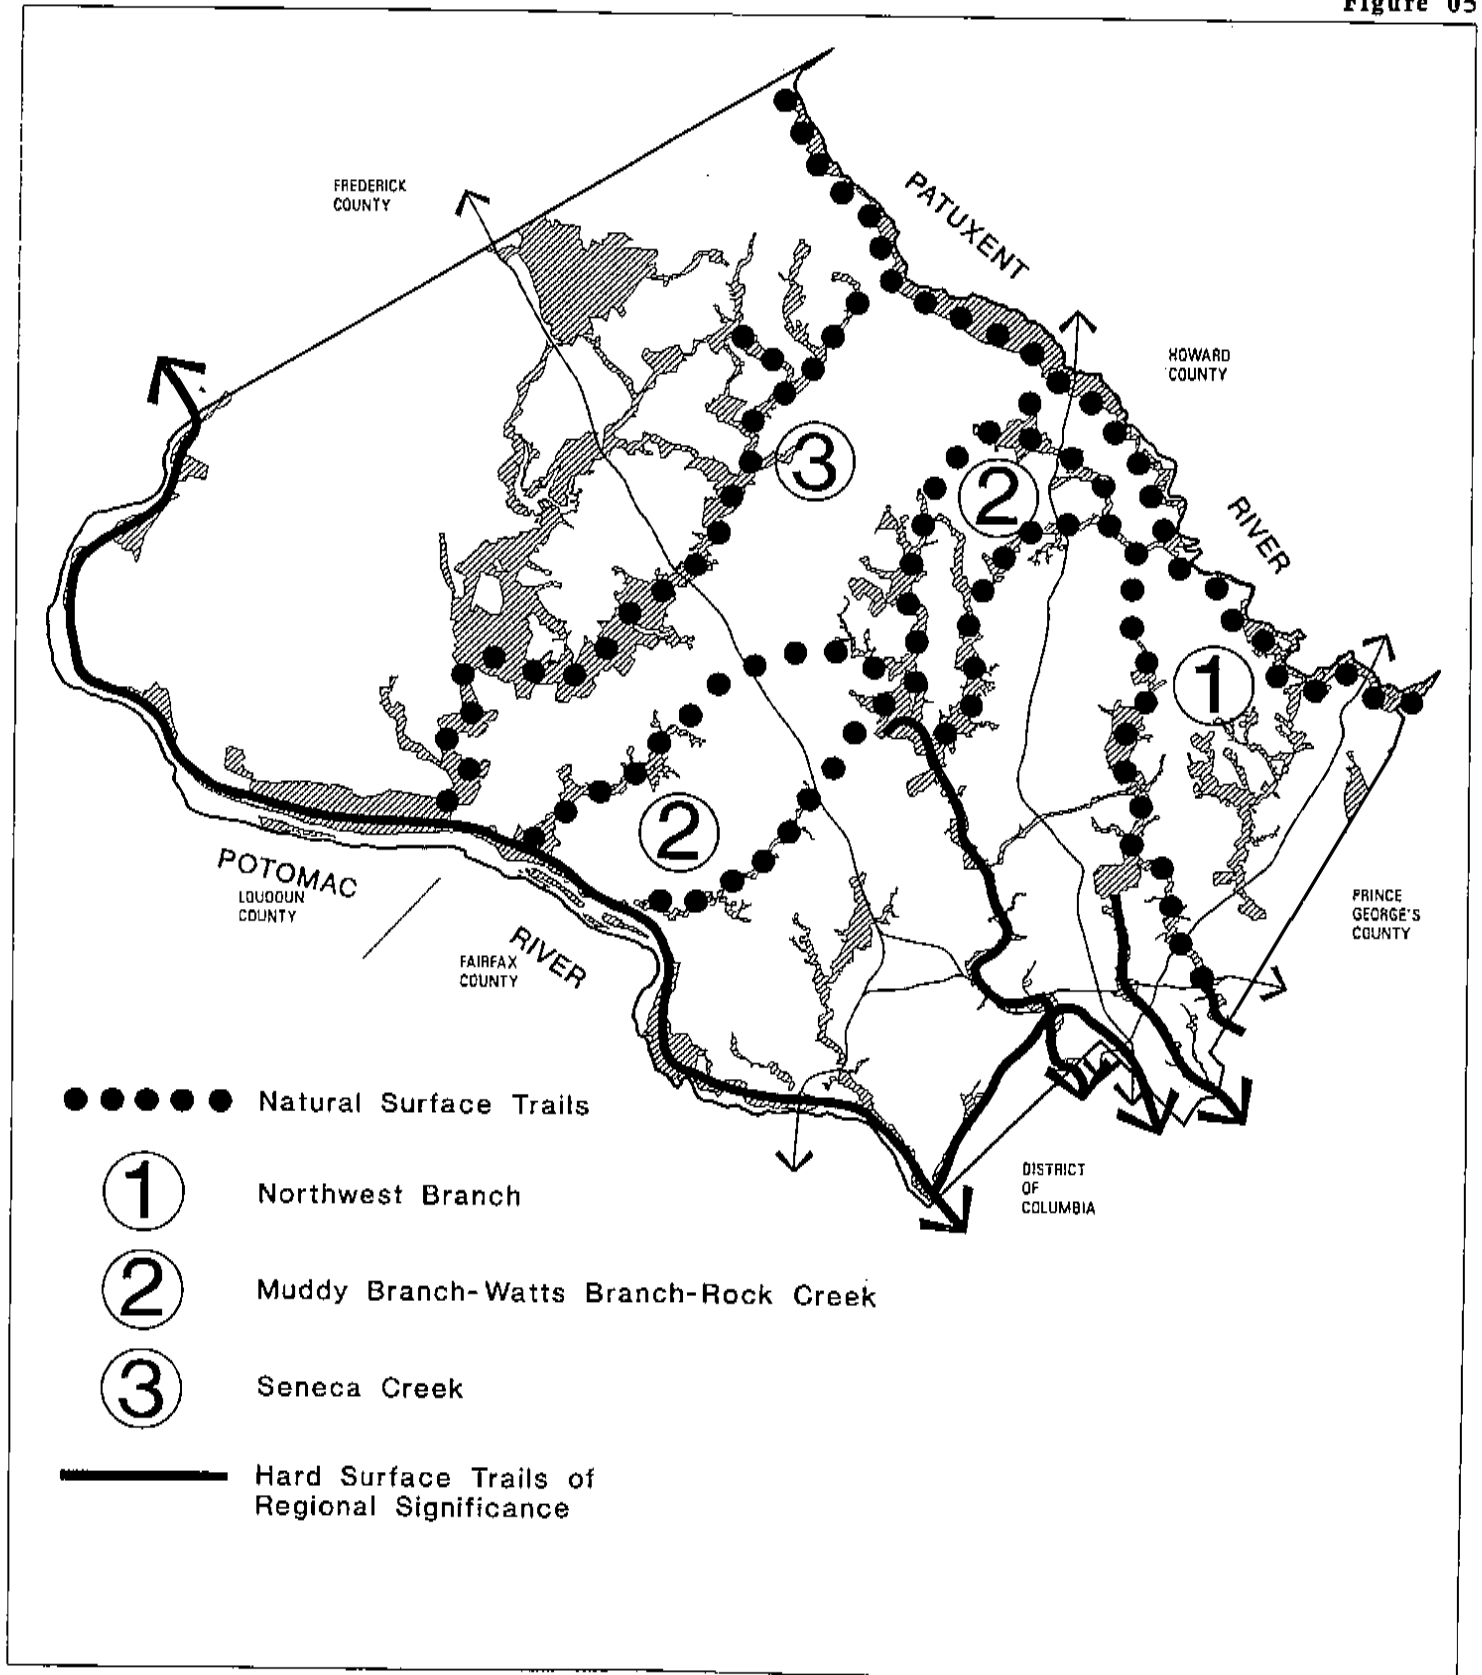 Figure 05
FREDERICK
COUNTY
PATUXENT
HOWARD
COUNTY
3
2
RIVER
1
2
POTOMAC
LOUDOUN
COUNTY
RIVER
FAIRFAX
COUNTY
PRINCE
GEORGE'S
COUNTY
Natural Surface Trails
DISTRICT
OF
COLUMBIA
1 Northwest Branch
2 Muddy Branch-Watts Branch-Rock Creek
3 Seneca Creek
Hard Surface Trails of
Regional Significance